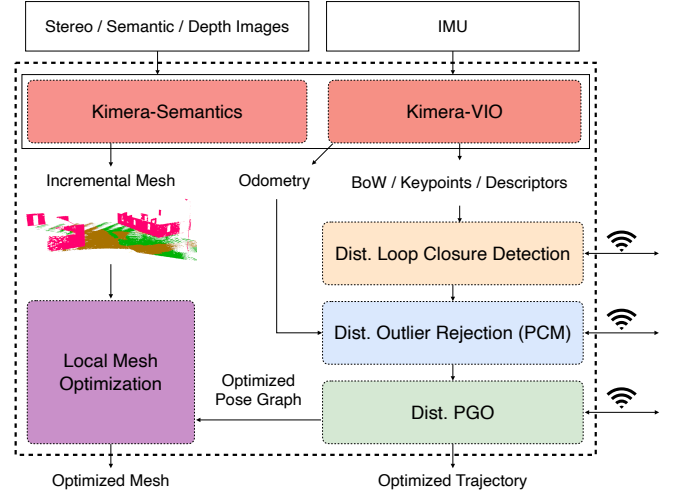 Stereo / Semantic / Depth Images
IMU
Kimera-Semantics
Kimera-VIO
Incremental Mesh
Odometry
BoW / Keypoints / Descriptors
Dist. Loop Closure Detection
Dist. Outlier Rejection (PCM)
Local Mesh
Optimization
Optimized
Pose Graph
Dist. PGO
Optimized Mesh
Optimized Trajectory